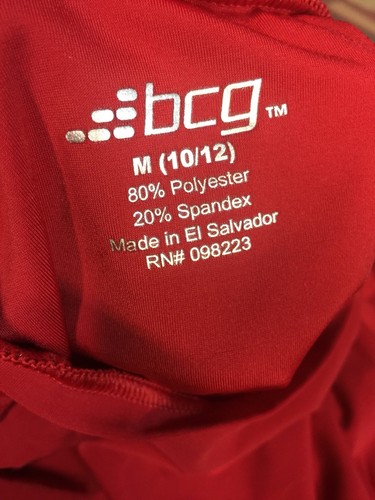 bcg™
M (10/12)
80% Polyester
20% Spandex
Made in El Salvador
RN# 098223